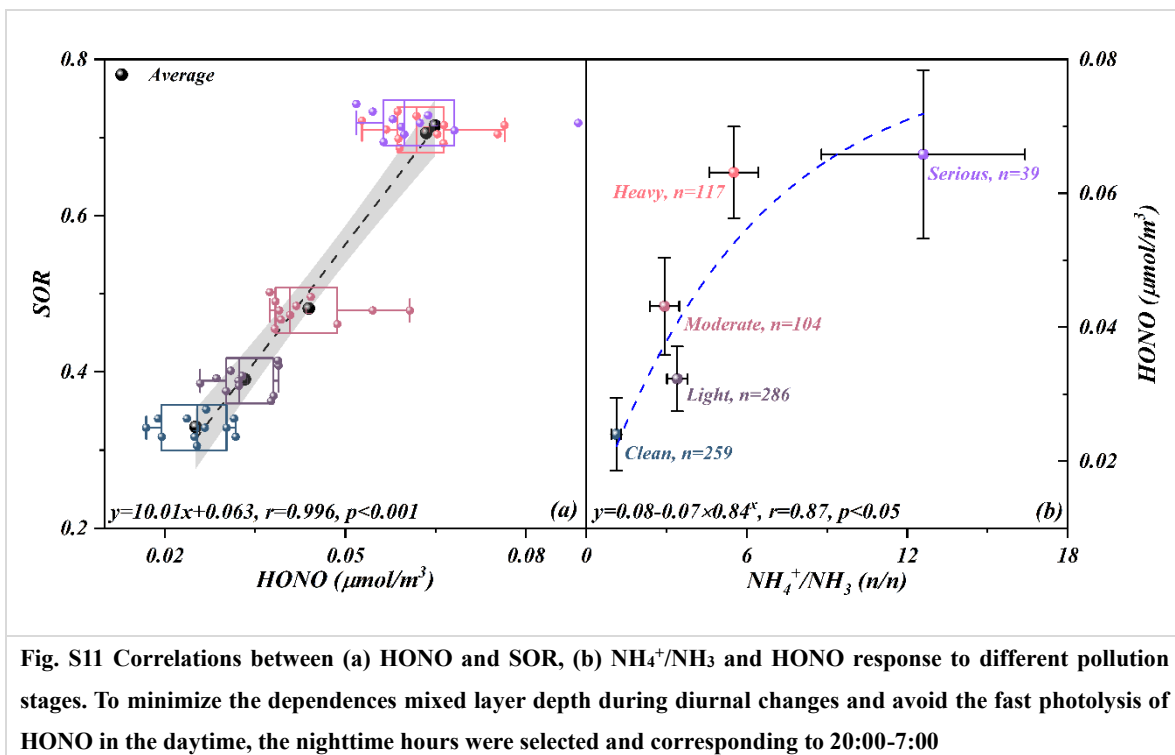 0.8
Average
SOR
0.6
0.4
0.2
y=10.01x+0.063, r=0.996, p<0.001
(a)
0.02
0.05
0.08
HONO (μmol/m³)
0.08
Heavy, n=117
Serious, n=39
0.06
Moderate, n=104
HONO (μmol/m³)
0.04
Light, n=286
Clean, n=259
0.02
y=0.08-0.07×0.84ˣ, r=0.87, p<0.05
(b)
0
6
12
18
NH₄⁺/NH₃ (n/n)
Fig. S11 Correlations between (a) HONO and SOR, (b) NH₄⁺/NH₃ and HONO response to different pollution
stages. To minimize the dependences mixed layer depth during diurnal changes and avoid the fast photolysis of
HONO in the daytime, the nighttime hours were selected and corresponding to 20:00-7:00